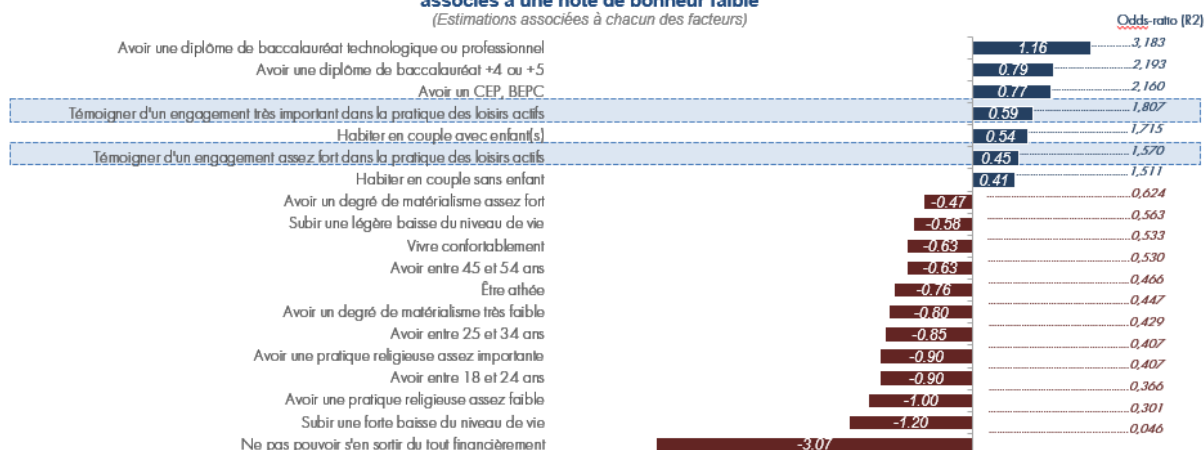 associés à une note de bonheur faible
(Estimations associées à chacun des facteurs)
Odds-ratio (R2)
Avoir une diplôme de baccalauréat technologique ou professionnel 1.16 3,183
Avoir une diplôme de baccalauréat +4 ou +5 0.79 2,193
Avoir un CEP, BEPC 0.77 2,160
Témoigner d'un engagement très important dans la pratique des loisirs actifs 0.59 1,807
Habiter en couple avec enfant(s) 0.54 1,715
Témoigner d'un engagement assez fort dans la pratique des loisirs actifs 0.45 1,570
Habiter en couple sans enfant 0.41 1,511
Avoir un degré de matérialisme assez fort -0.47 0,624
Subir une légère baisse du niveau de vie -0.58 0,563
Vivre confortablement -0.63 0,533
Avoir entre 45 et 54 ans -0.63 0,530
Être athée -0.76 0,466
Avoir un degré de matérialisme très faible -0.80 0,447
Avoir entre 25 et 34 ans -0.85 0,429
Avoir une pratique religieuse assez importante -0.90 0,407
Avoir entre 18 et 24 ans -0.90 0,407
Avoir une pratique religieuse assez faible -1.00 0,366
Subir une forte baisse du niveau de vie -1.20 0,301
Ne pas pouvoir s'en sortir du tout financièrement -3.07 0,046